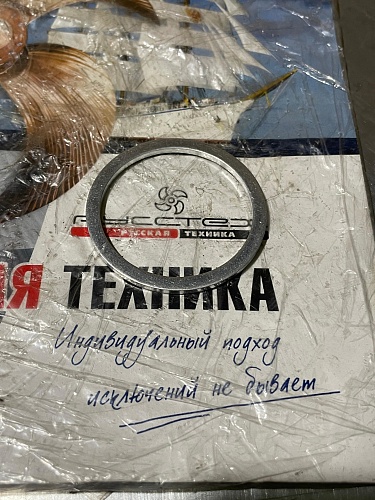 РУССТЕХ
РУССКАЯ ТЕХНИКА
ТЕХНИКА
Индивидуальный подход
исключений не бывает